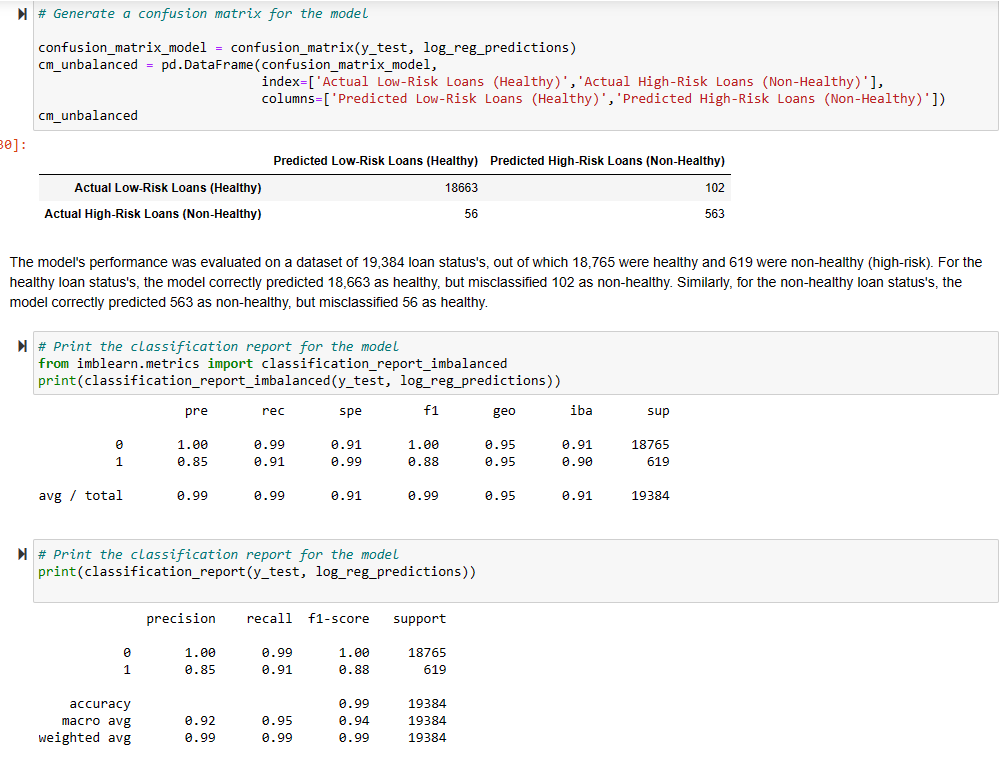 # Generate a confusion matrix for the model
confusion_matrix_model = confusion_matrix(y_test, log_reg_predictions)
cm_unbalanced = pd.DataFrame(confusion_matrix_model,
index=['Actual Low-Risk Loans (Healthy)','Actual High-Risk Loans (Non-Healthy)'],
columns=['Predicted Low-Risk Loans (Healthy)','Predicted High-Risk Loans (Non-Healthy)'])
cm_unbalanced
30]:
Predicted Low-Risk Loans (Healthy) Predicted High-Risk Loans (Non-Healthy)
Actual Low-Risk Loans (Healthy) 18663 102
Actual High-Risk Loans (Non-Healthy) 56 563
The model's performance was evaluated on a dataset of 19,384 loan status's, out of which 18,765 were healthy and 619 were non-healthy (high-risk). For the
healthy loan status's, the model correctly predicted 18,663 as healthy, but misclassified 102 as non-healthy. Similarly, for the non-healthy loan status's, the
model correctly predicted 563 as non-healthy, but misclassified 56 as healthy.
# Print the classification report for the model
from imblearn.metrics import classification_report_imbalanced
print(classification_report_imbalanced(y_test, log_reg_predictions))
pre rec spe f1 geo iba sup
0 1.00 0.99 0.91 1.00 0.95 0.91 18765
1 0.85 0.91 0.99 0.88 0.95 0.90 619
avg / total 0.99 0.99 0.91 0.99 0.95 0.91 19384
# Print the classification report for the model
print(classification_report(y_test, log_reg_predictions))
precision recall f1-score support
0 1.00 0.99 1.00 18765
1 0.85 0.91 0.88 619
accuracy 0.99 19384
macro avg 0.92 0.95 0.94 19384
weighted avg 0.99 0.99 0.99 19384